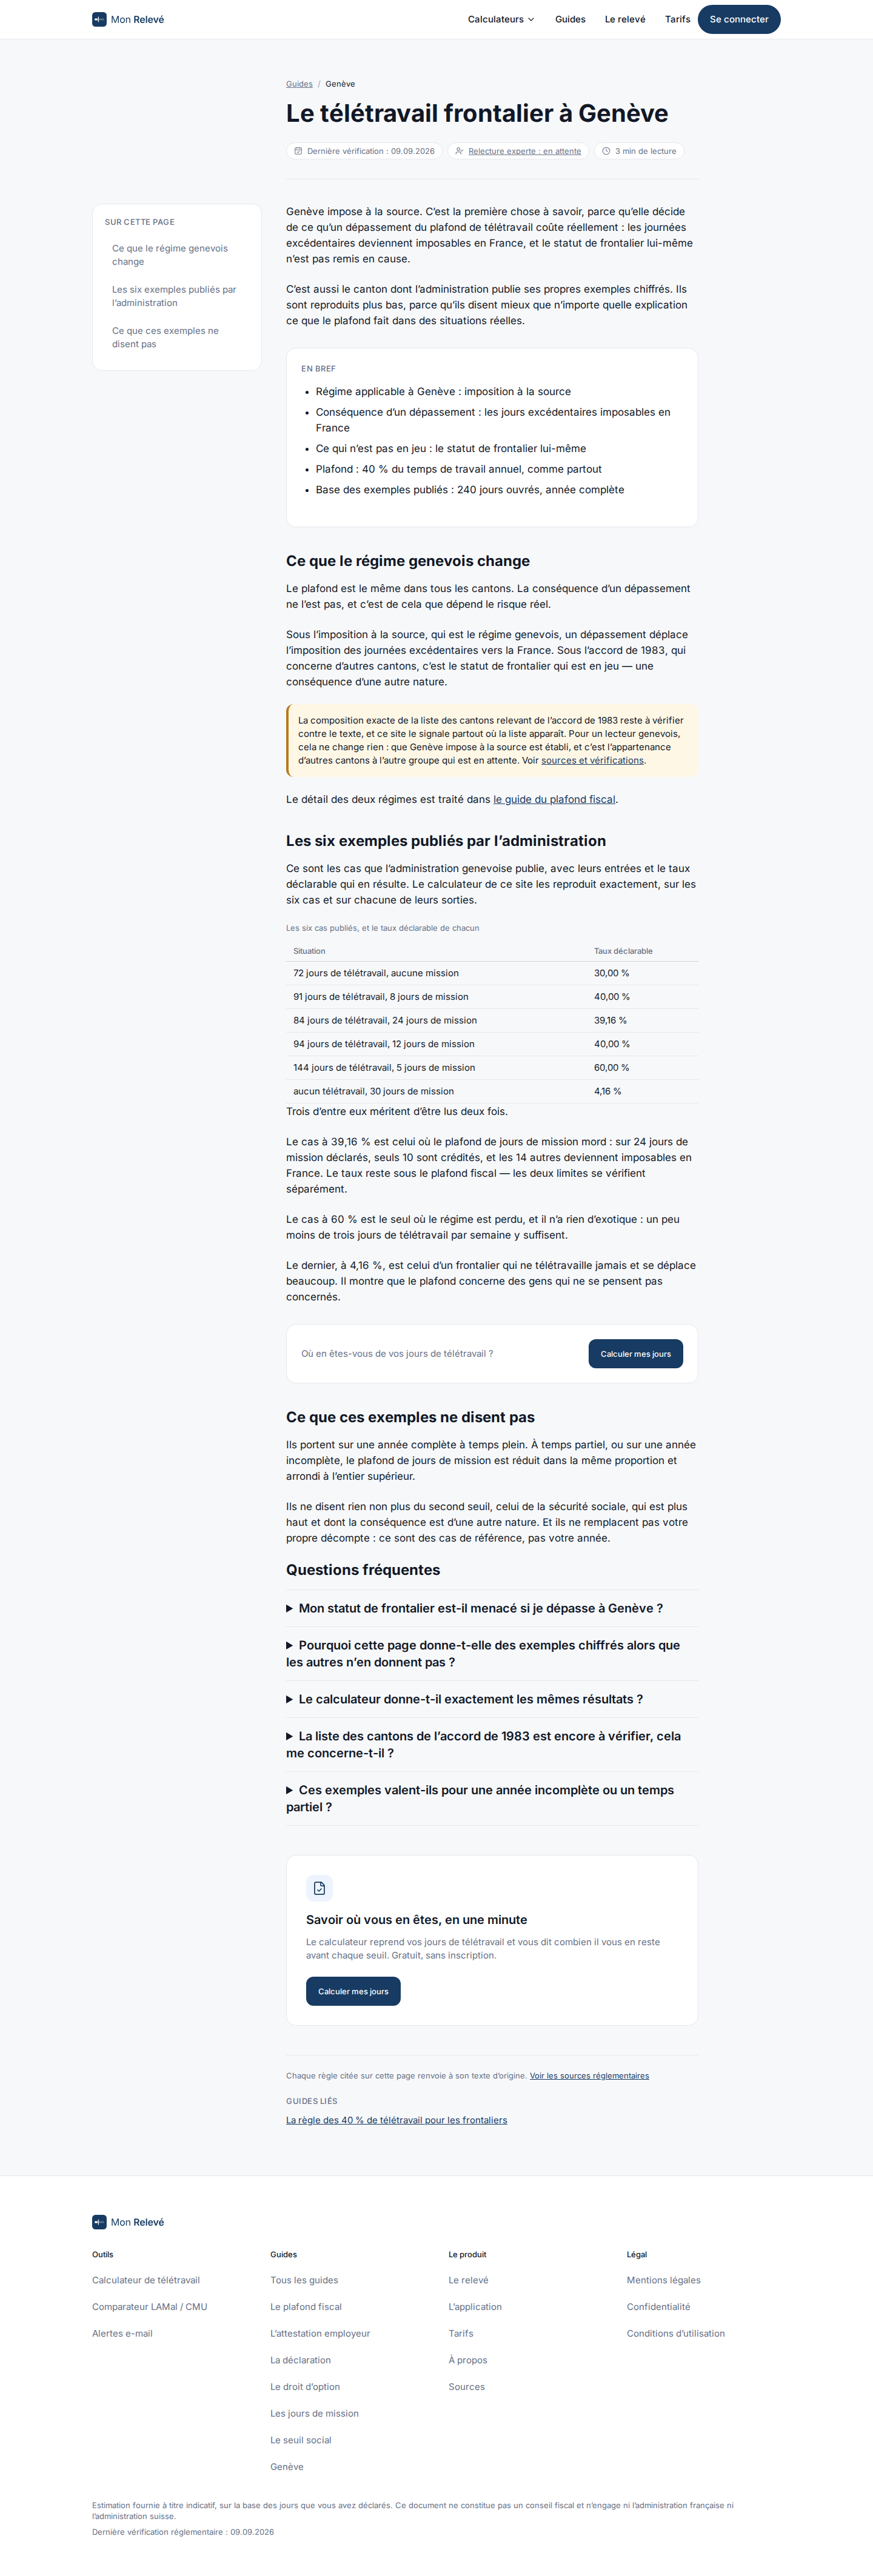 Mon Relevé
Calculateurs
Guides
Le relevé
Tarifs
Se connecter
Guides / Genève
Le télétravail frontalier à Genève
Dernière vérification : 09.09.2026
Relecture experte : en attente
3 min de lecture
SUR CETTE PAGE
Ce que le régime genevois
change
Les six exemples publiés par
l’administration
Ce que ces exemples ne
disent pas
Genève impose à la source. C’est la première chose à savoir, parce qu’elle décide
de ce qu’un dépassement du plafond de télétravail coûte réellement : les journées
excédentaires deviennent imposables en France, et le statut de frontalier lui-même
n’est pas remis en cause.
C’est aussi le canton dont l’administration publie ses propres exemples chiffrés. Ils
sont reproduits plus bas, parce qu’ils disent mieux que n’importe quelle explication
ce que le plafond fait dans des situations réelles.
EN BREF
• Régime applicable à Genève : imposition à la source
• Conséquence d’un dépassement : les jours excédentaires imposables en
France
• Ce qui n’est pas en jeu : le statut de frontalier lui-même
• Plafond : 40 % du temps de travail annuel, comme partout
• Base des exemples publiés : 240 jours ouvrés, année complète
Ce que le régime genevois change
Le plafond est le même dans tous les cantons. La conséquence d’un dépassement
ne l’est pas, et c’est de cela que dépend le risque réel.
Sous l’imposition à la source, qui est le régime genevois, un dépassement déplace
l’imposition des journées excédentaires vers la France. Sous l’accord de 1983, qui
concerne d’autres cantons, c’est le statut de frontalier qui est en jeu — une
conséquence d’une autre nature.
La composition exacte de la liste des cantons relevant de l’accord de 1983 reste à vérifier
contre le texte, et ce site le signale partout où la liste apparaît. Pour un lecteur genevois,
cela ne change rien : que Genève impose à la source est établi, et c’est l’appartenance
d’autres cantons à l’autre groupe qui est en attente. Voir sources et vérifications.
Le détail des deux régimes est traité dans le guide du plafond fiscal.
Les six exemples publiés par l’administration
Ce sont les cas que l’administration genevoise publie, avec leurs entrées et le taux
déclarable qui en résulte. Le calculateur de ce site les reproduit exactement, sur les
six cas et sur chacune de leurs sorties.
Les six cas publiés, et le taux déclarable de chacun
Situation Taux déclarable
72 jours de télétravail, aucune mission 30,00 %
91 jours de télétravail, 8 jours de mission 40,00 %
84 jours de télétravail, 24 jours de mission 39,16 %
94 jours de télétravail, 12 jours de mission 40,00 %
144 jours de télétravail, 5 jours de mission 60,00 %
aucun télétravail, 30 jours de mission 4,16 %
Trois d’entre eux méritent d’être lus deux fois.
Le cas à 39,16 % est celui où le plafond de jours de mission mord : sur 24 jours de
mission déclarés, seuls 10 sont crédités, et les 14 autres deviennent imposables en
France. Le taux reste sous le plafond fiscal — les deux limites se vérifient
séparément.
Le cas à 60 % est le seul où le régime est perdu, et il n’a rien d’exotique : un peu
moins de trois jours de télétravail par semaine y suffisent.
Le dernier, à 4,16 %, est celui d’un frontalier qui ne télétravaille jamais et se déplace
beaucoup. Il montre que le plafond concerne des gens qui ne se pensent pas
concernés.
Où en êtes-vous de vos jours de télétravail ?
Calculer mes jours
Ce que ces exemples ne disent pas
Ils portent sur une année complète à temps plein. À temps partiel, ou sur une année
incomplète, le plafond de jours de mission est réduit dans la même proportion et
arrondi à l’entier supérieur.
Ils ne disent rien non plus du second seuil, celui de la sécurité sociale, qui est plus
haut et dont la conséquence est d’une autre nature. Et ils ne remplacent pas votre
propre décompte : ce sont des cas de référence, pas votre année.
Questions fréquentes
Mon statut de frontalier est-il menacé si je dépasse à Genève ?
Pourquoi cette page donne-t-elle des exemples chiffrés alors que
les autres n’en donnent pas ?
Le calculateur donne-t-il exactement les mêmes résultats ?
La liste des cantons de l’accord de 1983 est encore à vérifier, cela
me concerne-t-il ?
Ces exemples valent-ils pour une année incomplète ou un temps
partiel ?
Savoir où vous en êtes, en une minute
Le calculateur reprend vos jours de télétravail et vous dit combien il vous en reste
avant chaque seuil. Gratuit, sans inscription.
Calculer mes jours
Chaque règle citée sur cette page renvoie à son texte d’origine. Voir les sources réglementaires
GUIDES LIÉS
La règle des 40 % de télétravail pour les frontaliers
Mon Relevé
Outils
Calculateur de télétravail
Comparateur LAMal / CMU
Alertes e-mail
Guides
Tous les guides
Le plafond fiscal
L’attestation employeur
La déclaration
Le droit d’option
Les jours de mission
Le seuil social
Genève
Le produit
Le relevé
L’application
Tarifs
À propos
Sources
Légal
Mentions légales
Confidentialité
Conditions d’utilisation
Estimation fournie à titre indicatif, sur la base des jours que vous avez déclarés. Ce document ne constitue pas un conseil fiscal et n’engage ni l’administration française ni
l’administration suisse.
Dernière vérification réglementaire : 09.09.2026